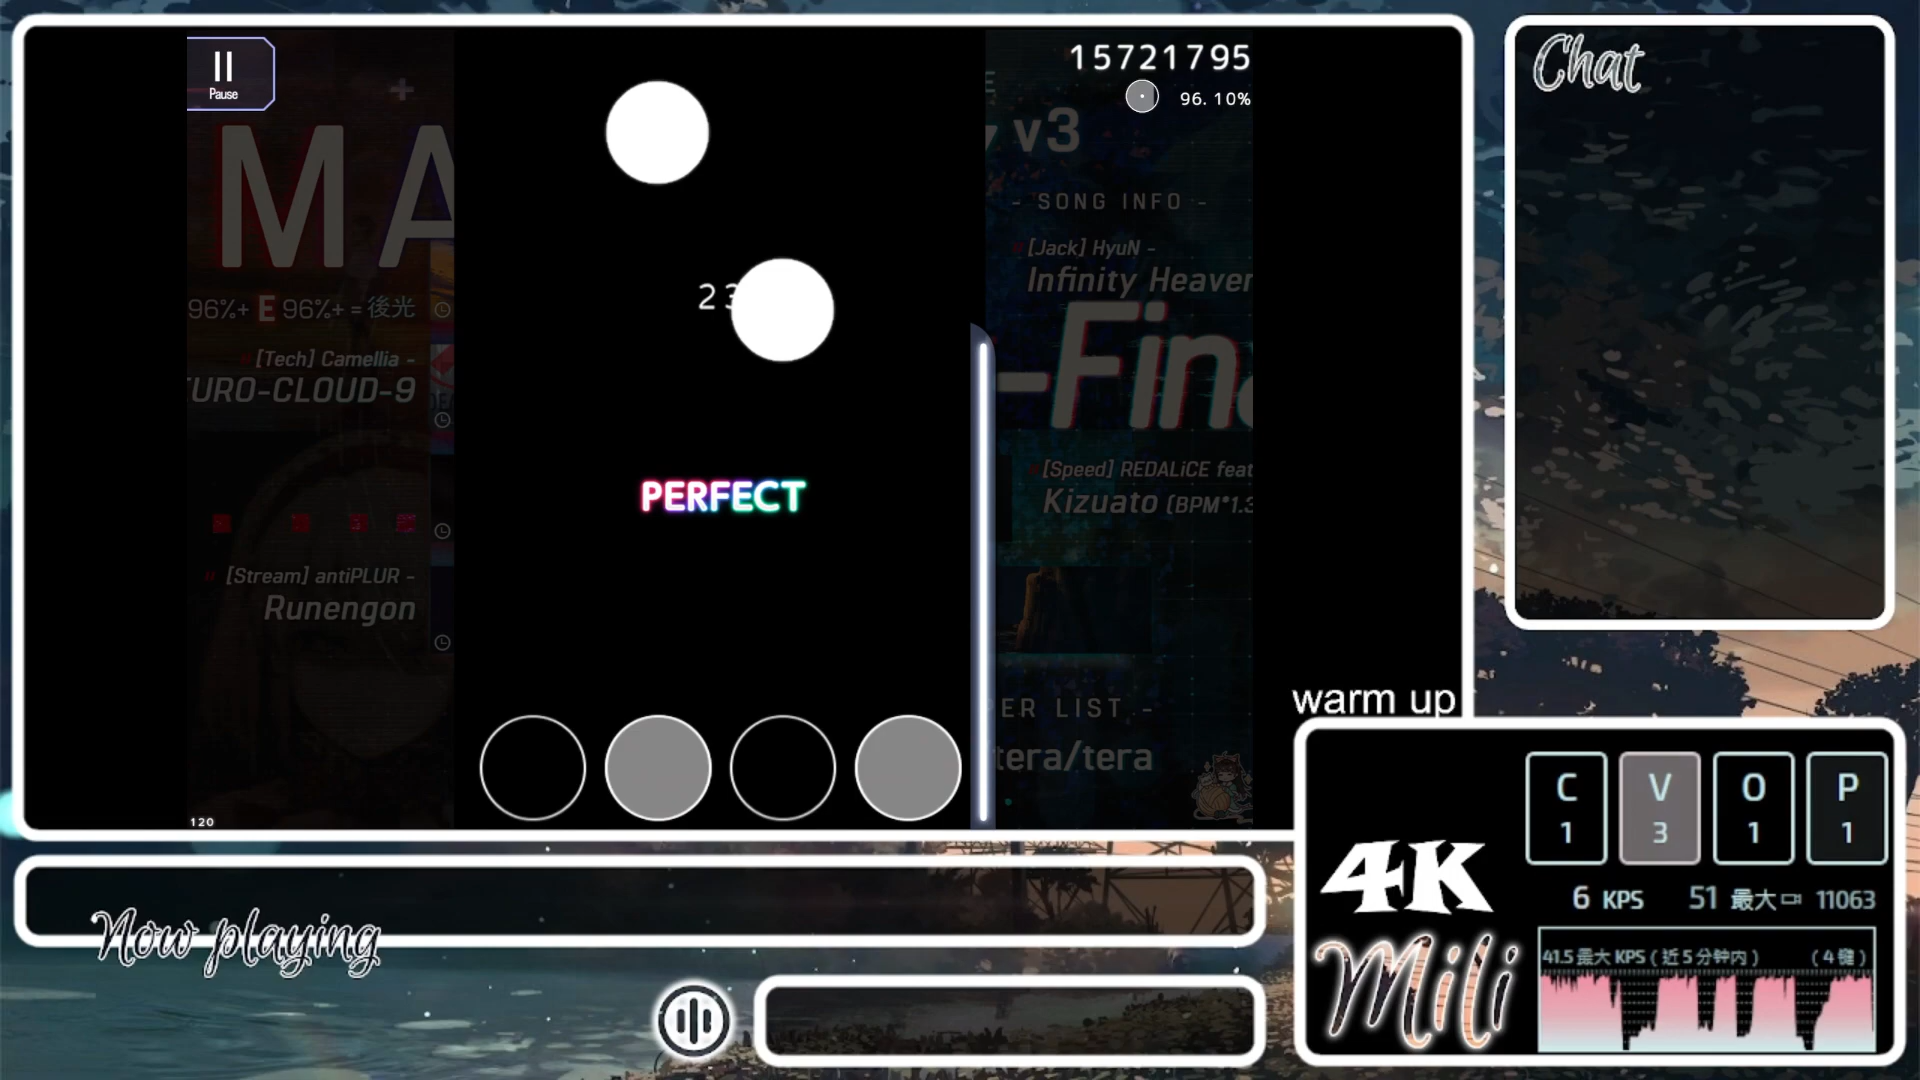 Pause
MA
96%+ E 96%+ = 後光
» [Tech] Camellia -
URO-CLOUD-9
» [Stream] antiPLUR -
Runengon
120
23
PERFECT
15721795
96.10%
v3
- SONG INFO -
» [Jack] HyuN -
Infinity Heaven
-Fin
» [Speed] REDALiCE feat
Kizuato (BPM*1.3
ER LIST -
tera/tera
Chat
warm up
C V O P
1 3 1 1
6 KPS 51 最大 11063
41.5 最大 KPS ( 近 5 分钟内 ) ( 4 键 )
4K
Mili
Now playing